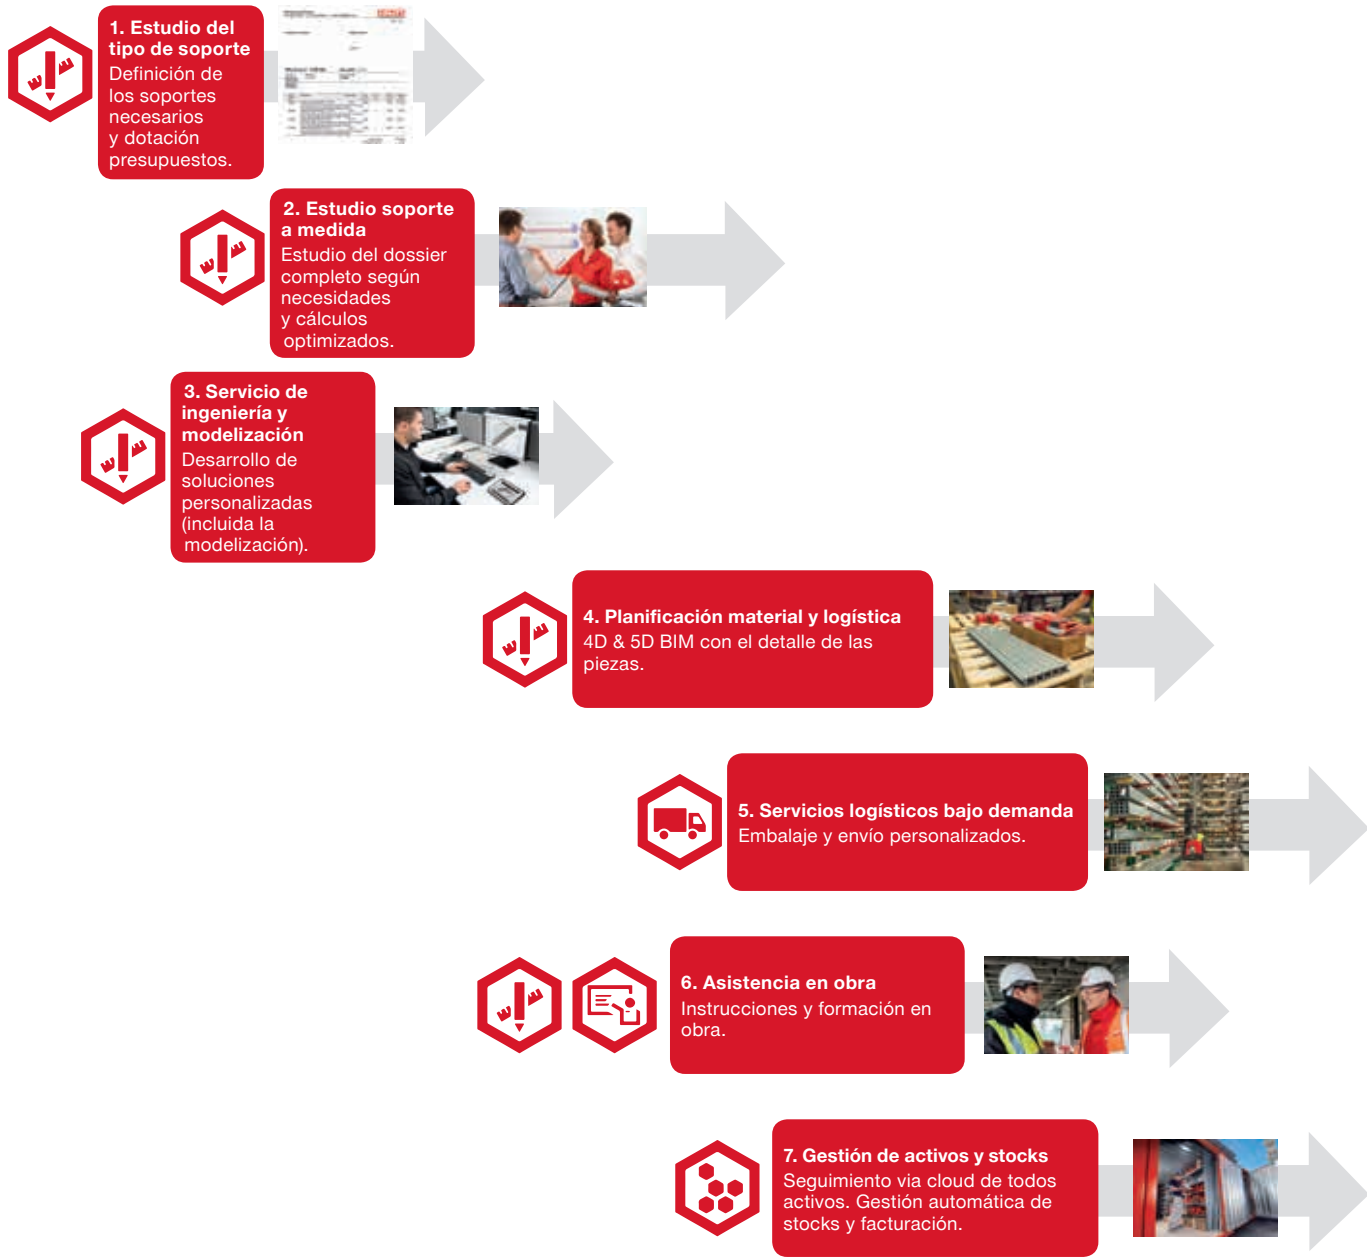 1. Estudio del
tipo de soporte
Definición de
los soportes
necesarios
y dotación
presupuestos.
2. Estudio soporte
a medida
Estudio del dossier
completo según
necesidades
y cálculos
optimizados.
3. Servicio de
ingeniería y
modelización
Desarrollo de
soluciones
personalizadas
(incluida la
modelización).
4. Planificación material y logística
4D & 5D BIM con el detalle de las
piezas.
5. Servicios logísticos bajo demanda
Embalaje y envío personalizados.
6. Asistencia en obra
Instrucciones y formación en
obra.
7. Gestión de activos y stocks
Seguimiento via cloud de todos
activos. Gestión automática de
stocks y facturación.